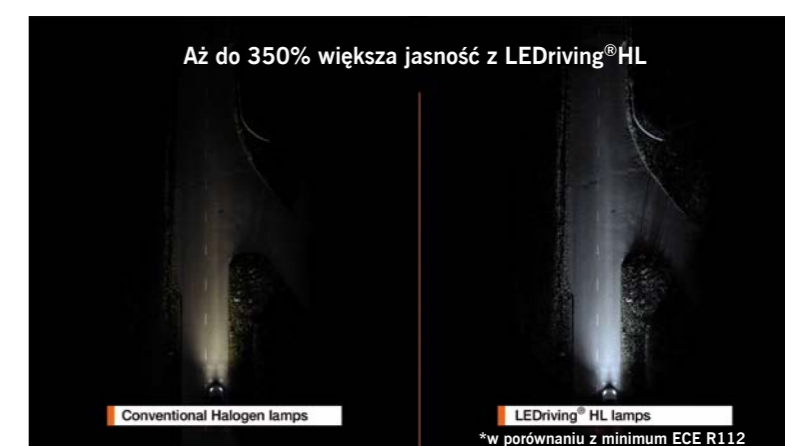 Aż do 350% większa jasność z LEDriving®HL
Conventional Halogen lamps
LEDriving® HL lamps
*w porównaniu z minimum ECE R112